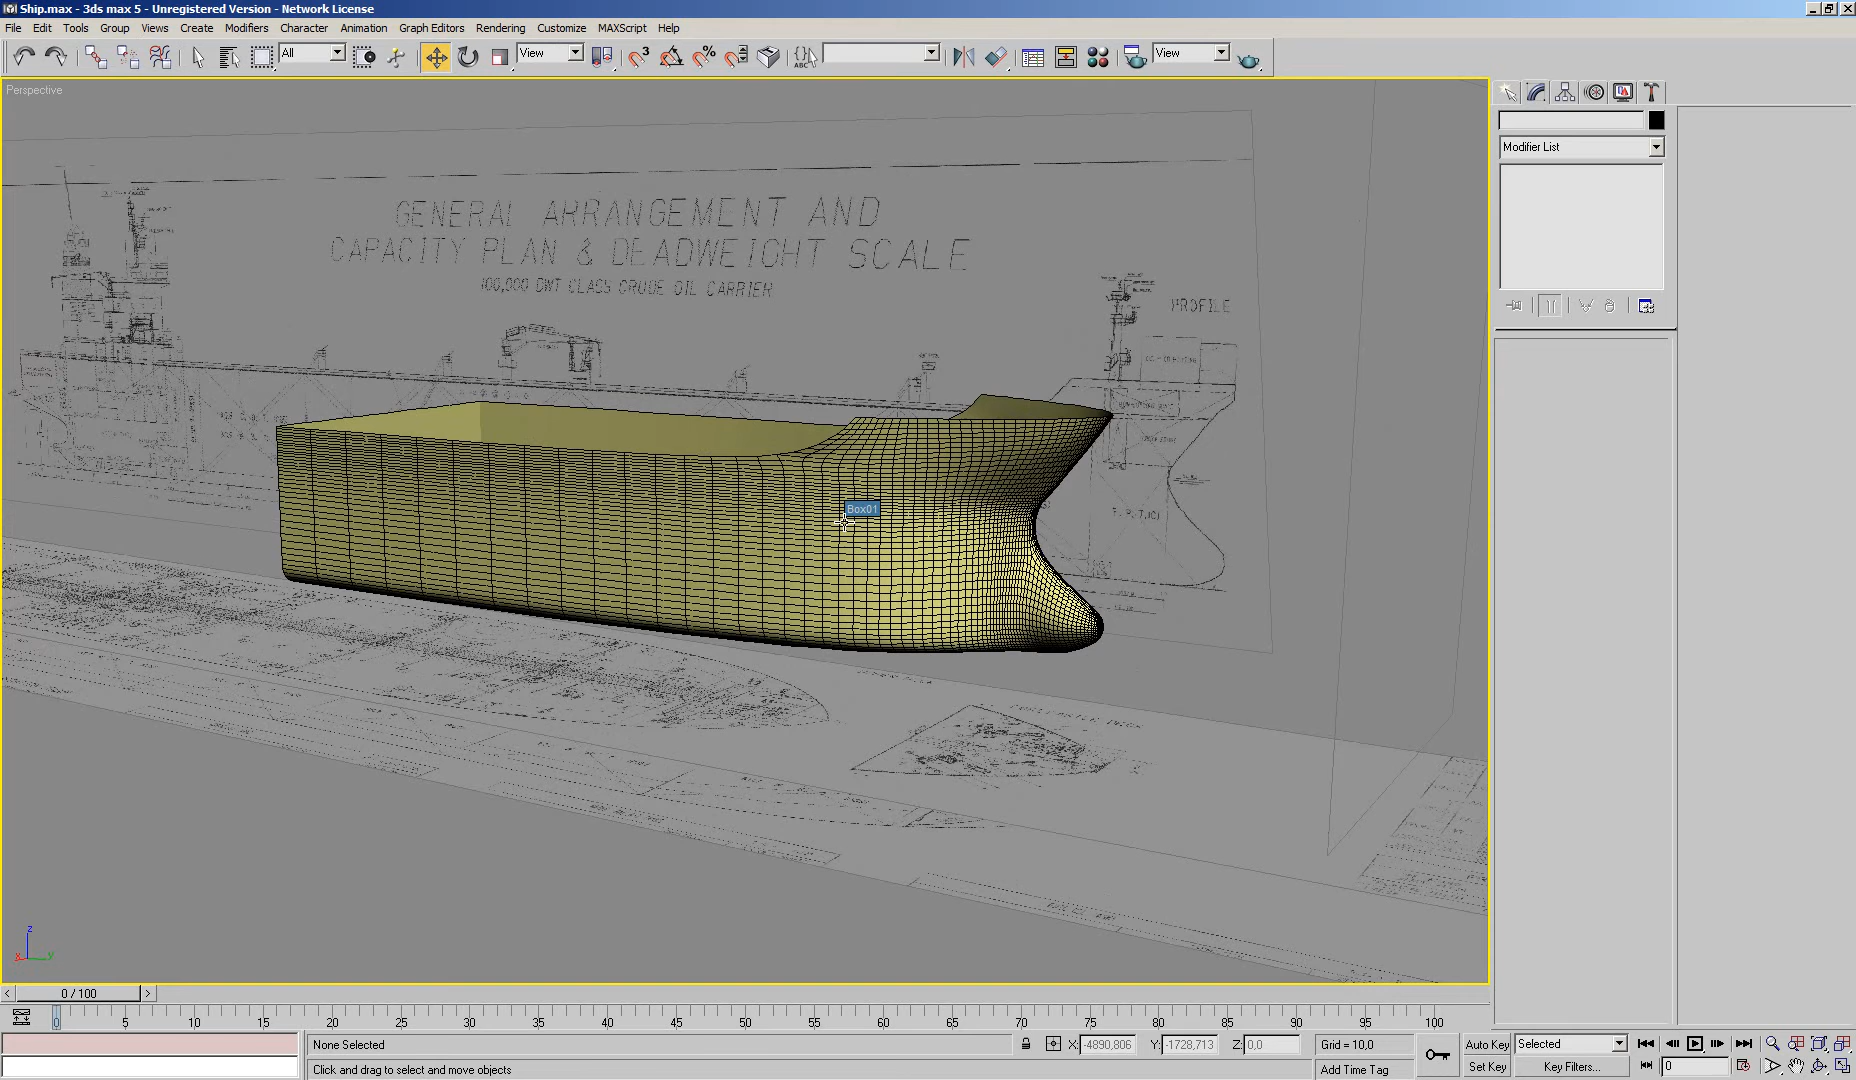 Ship.max - 3ds max 5 - Unregistered Version - Network License
File Edit Tools Group Views Create Modifiers Character Animation Graph Editors Rendering Customize MAXScript Help
All View View
Perspective
GENERAL ARRANGEMENT AND
CAPACITY PLAN & DEADWEIGHT SCALE
100,000 DWT CLASS CRUDE OIL CARRIER
PROFILE
Box01
Modifier List
z
x y
0 / 100
0 5 10 15 20 25 30 35 40 45 50 55 60 65 70 75 80 85 90 95 100
None Selected X: -4890,806 Y: -1728,713 Z: 0,0 Grid = 10,0 Auto Key Selected
Click and drag to select and move objects Add Time Tag Set Key Key Filters... 0